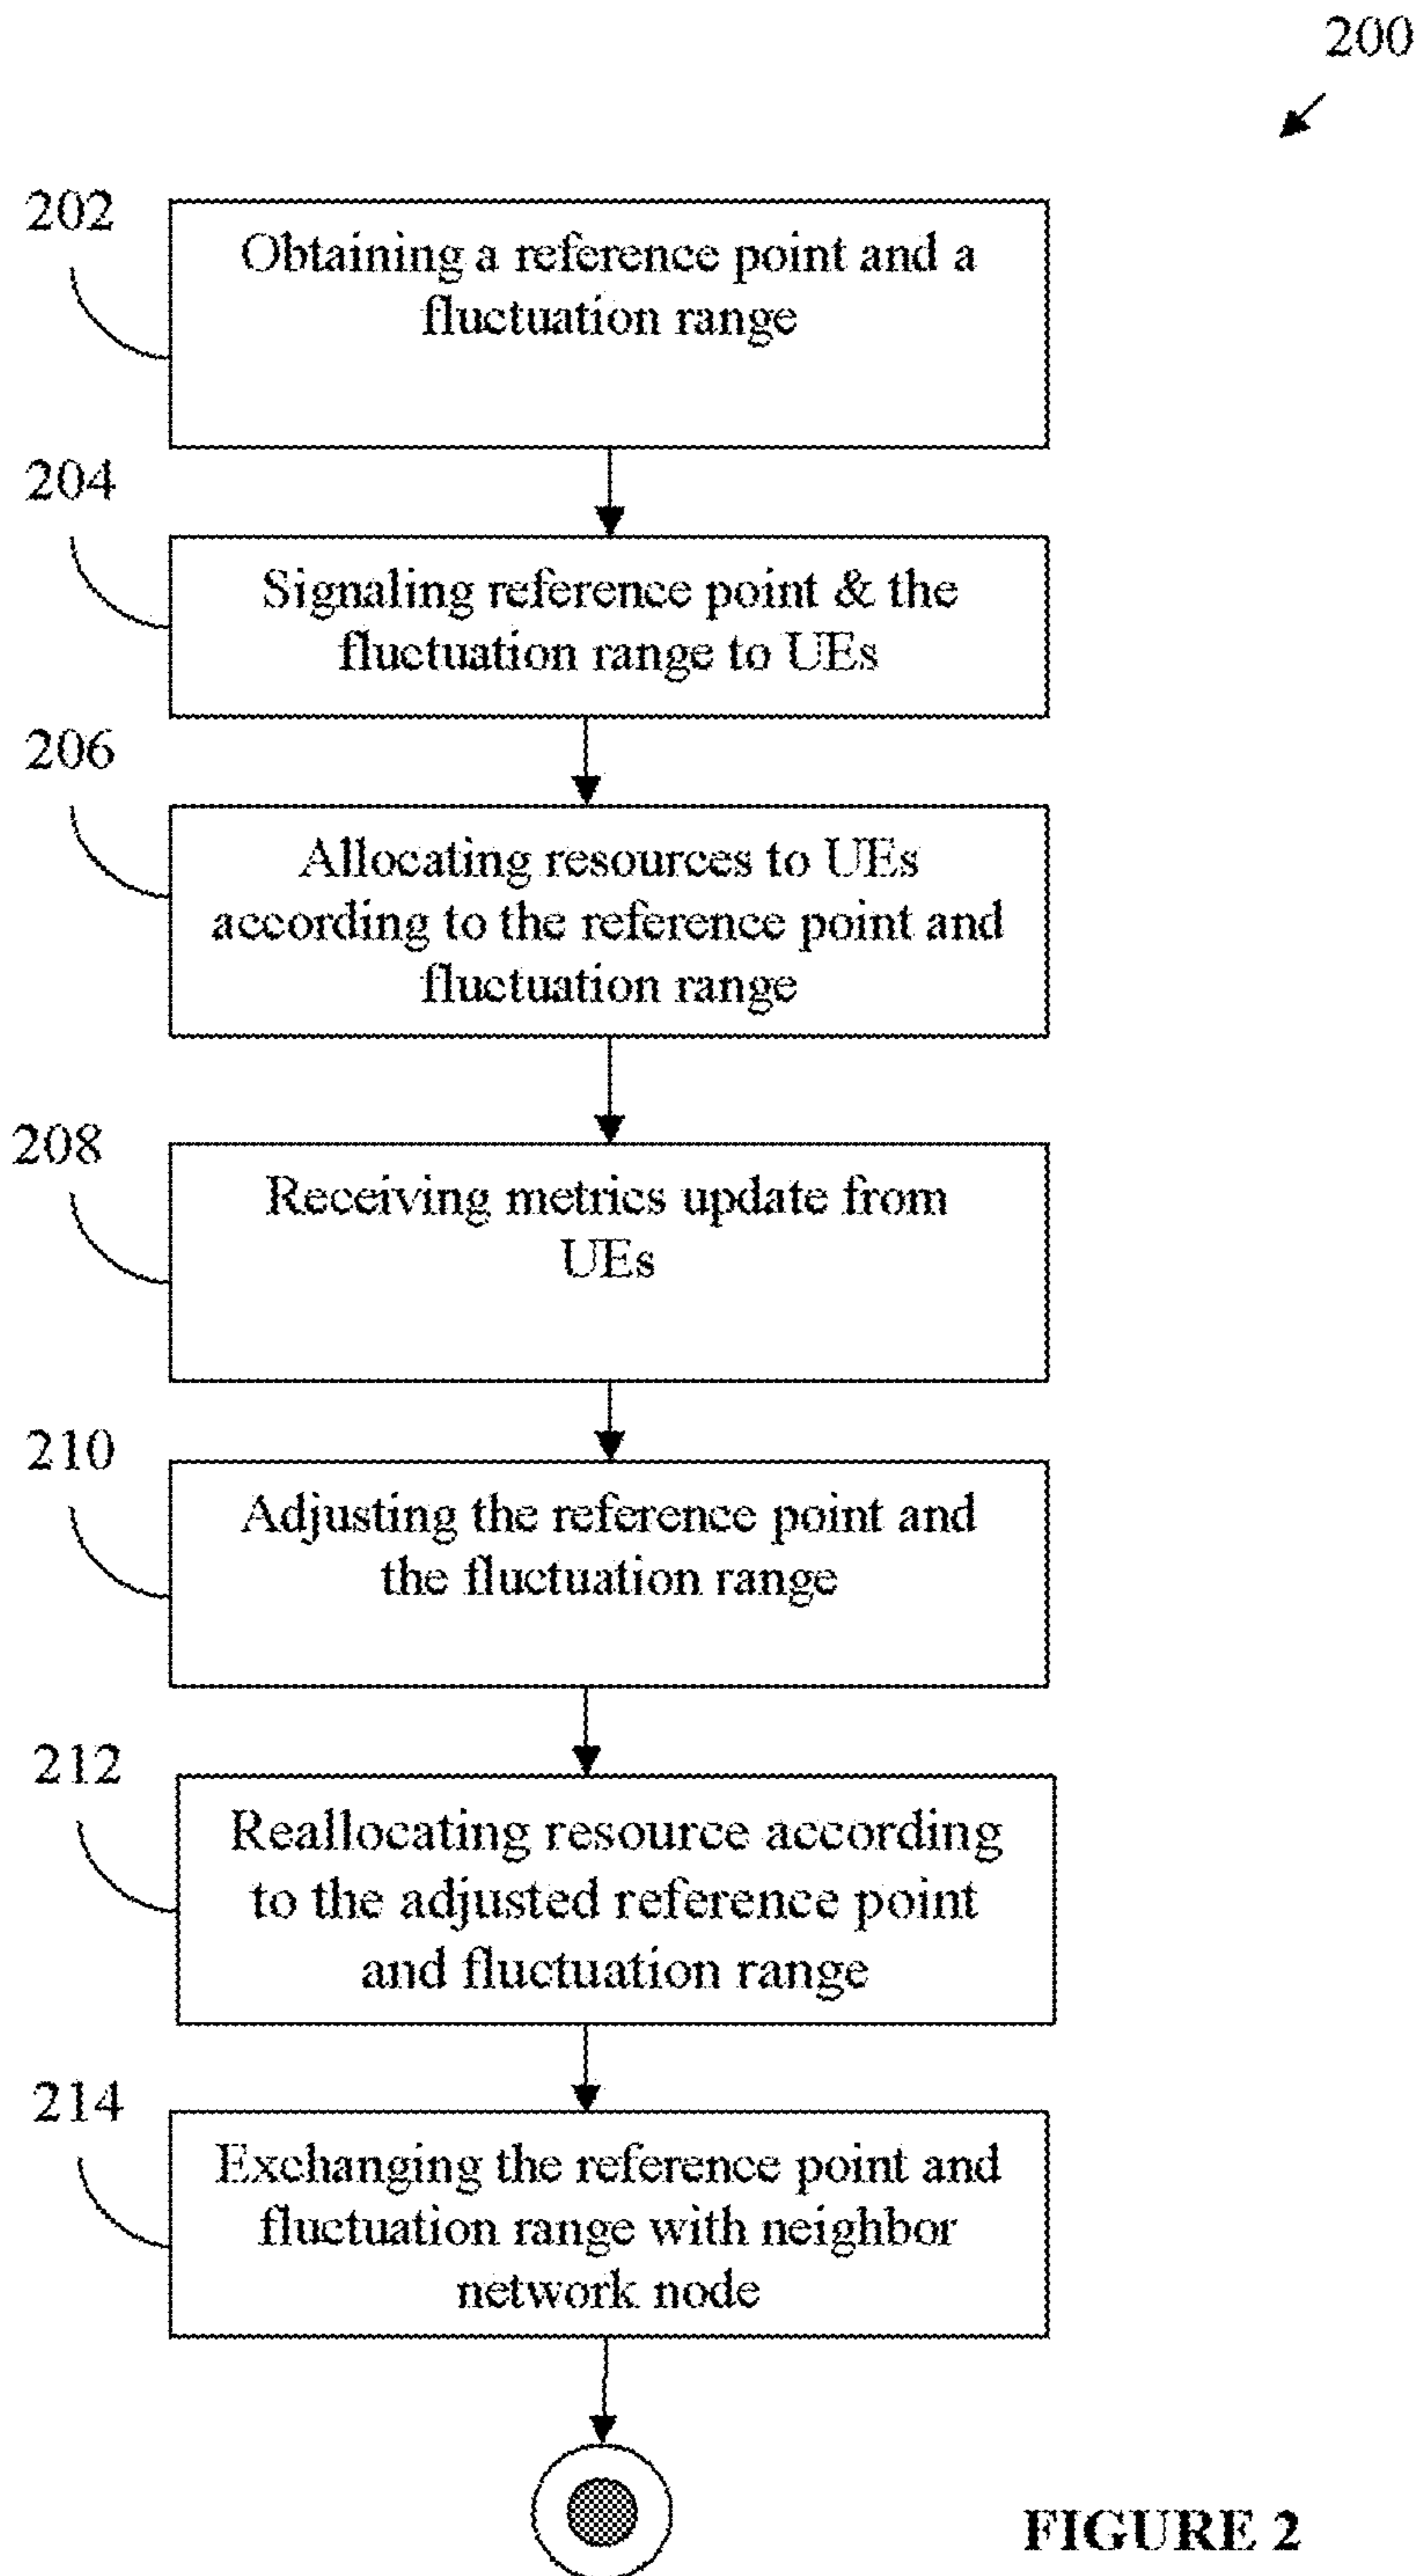 200
202
Obtaining a reference point and a
fluctuation range
204
Signaling reference point & the
fluctuation range to UEs
206
Allocating resources to UEs
according to the reference point and
fluctuation range
208
Receiving metrics update from
UEs
210
Adjusting the reference point and
the fluctuation range
212
Reallocating resource according
to the adjusted reference point
and fluctuation range
214
Exchanging the reference point and
fluctuation range with neighbor
network node
FIGURE 2